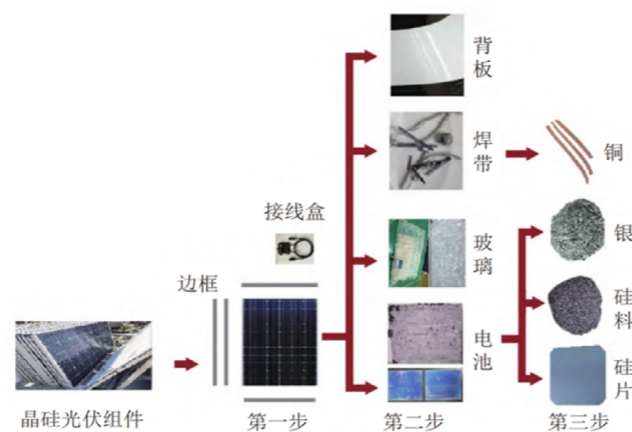 背板
焊带
铜
接线盒
玻璃
银
边框
硅料
电池
硅片
晶硅光伏组件
第一步
第二步
第三步